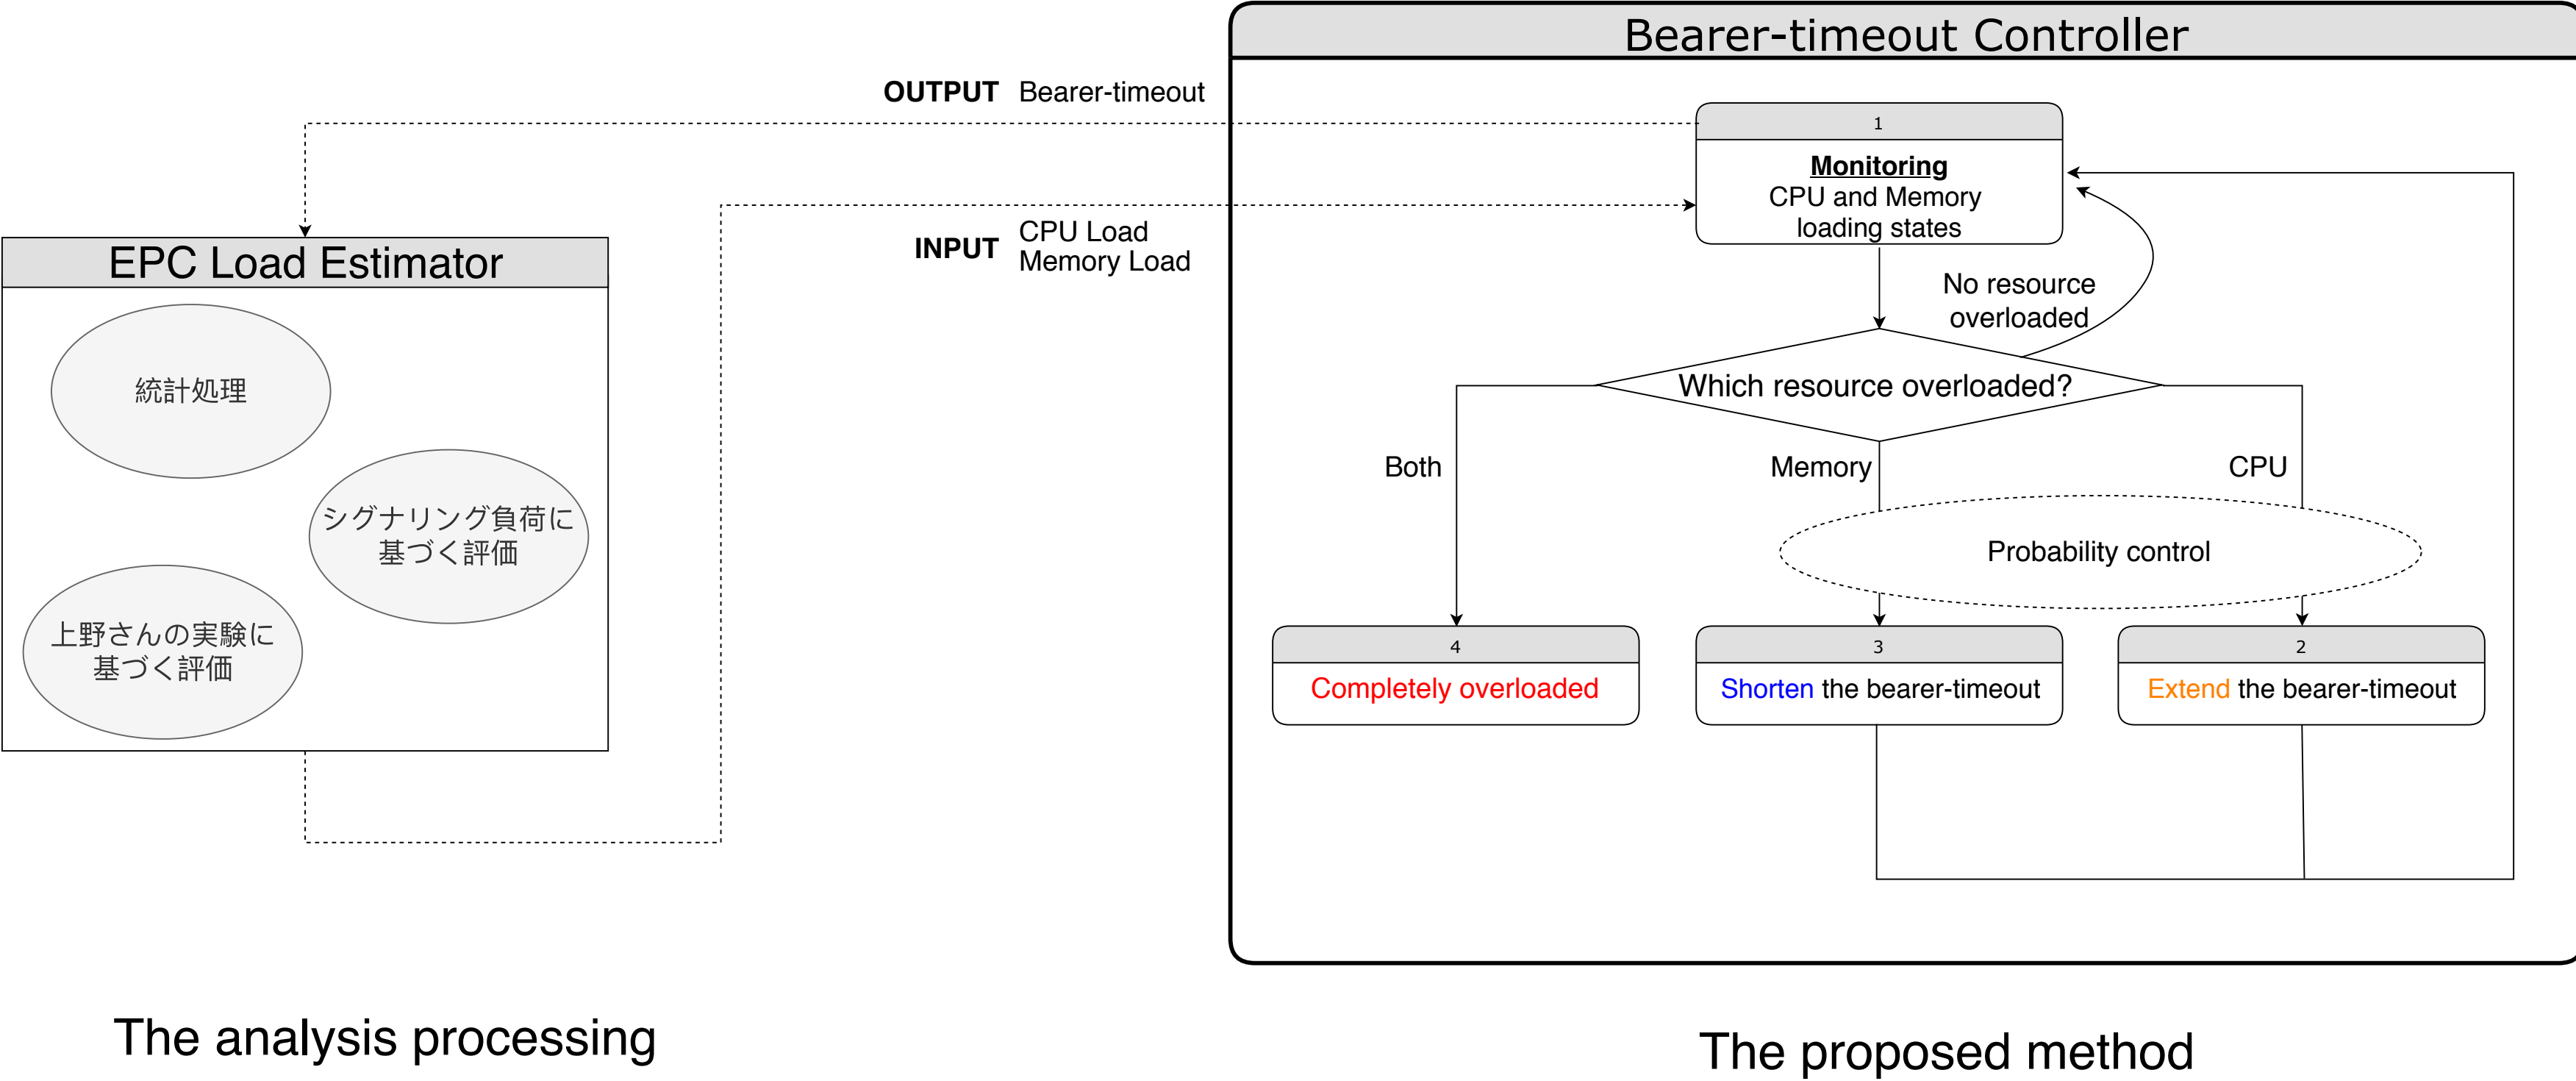 Bearer-timeout Controller
OUTPUT Bearer-timeout
1
Monitoring
CPU and Memory
loading states
INPUT
CPU Load
Memory Load
EPC Load Estimator
統計処理
シグナリング負荷に
基づく評価
上野さんの実験に
基づく評価
No resource
overloaded
Which resource overloaded?
Both
Memory
CPU
Probability control
4
Completely overloaded
3
Shorten the bearer-timeout
2
Extend the bearer-timeout
The analysis processing
The proposed method